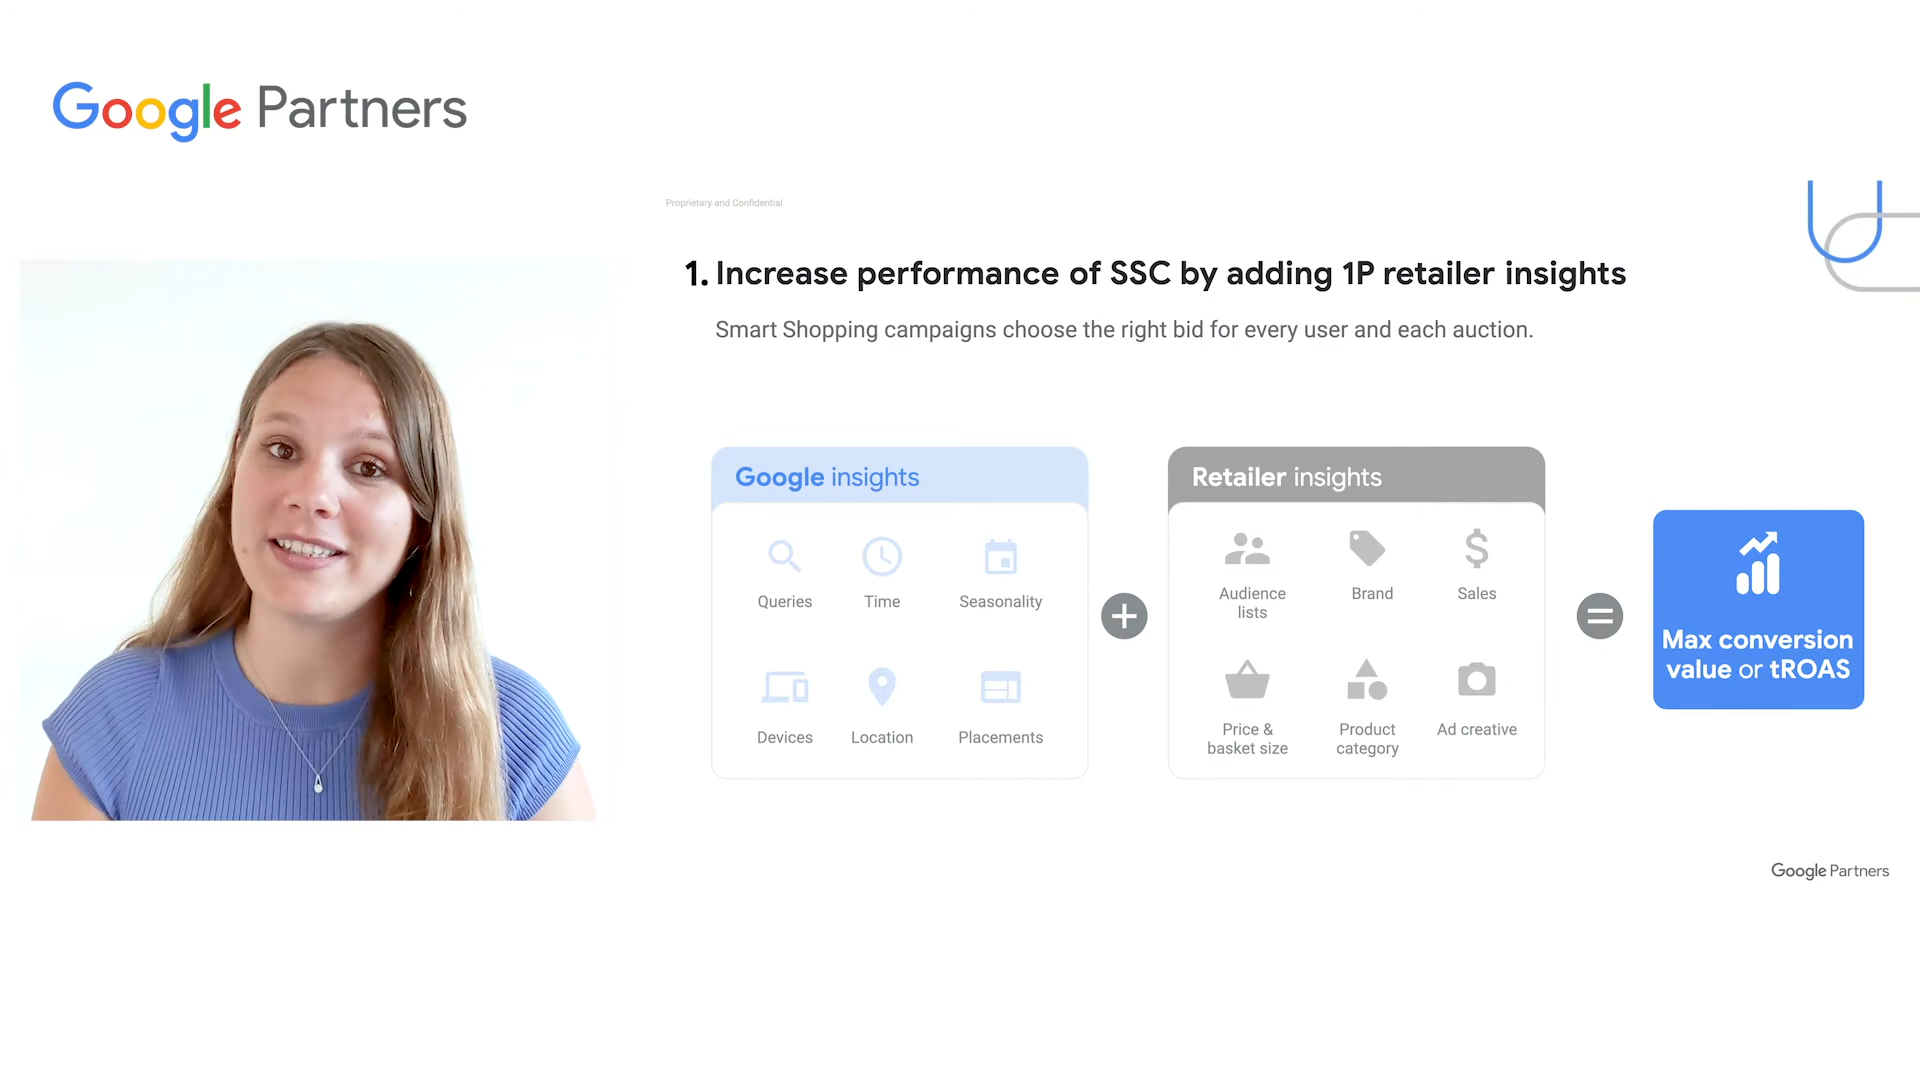 Google Partners
Proprietary and Confidential
1. Increase performance of SSC by adding 1P retailer insights
Smart Shopping campaigns choose the right bid for every user and each auction.
Google insights
Queries
Time
Seasonality
Devices
Location
Placements
Retailer insights
Audience
lists
Brand
Sales
Price &
basket size
Product
category
Ad creative
Max conversion
value or tROAS
Google Partners